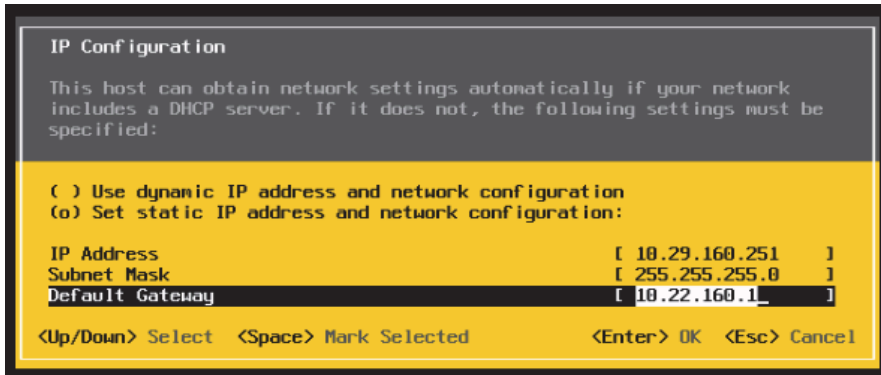 IP Configuration
This host can obtain network settings automatically if your network
includes a DHCP server. If it does not, the following settings must be
specified:
( ) Use dynamic IP address and network configuration
(o) Set static IP address and network configuration:
IP Address [ 10.29.160.251 ]
Subnet Mask [ 255.255.255.0 ]
Default Gateway [ 10.22.160.1_ ]
<Up/Down> Select <Space> Mark Selected <Enter> OK <Esc> Cancel